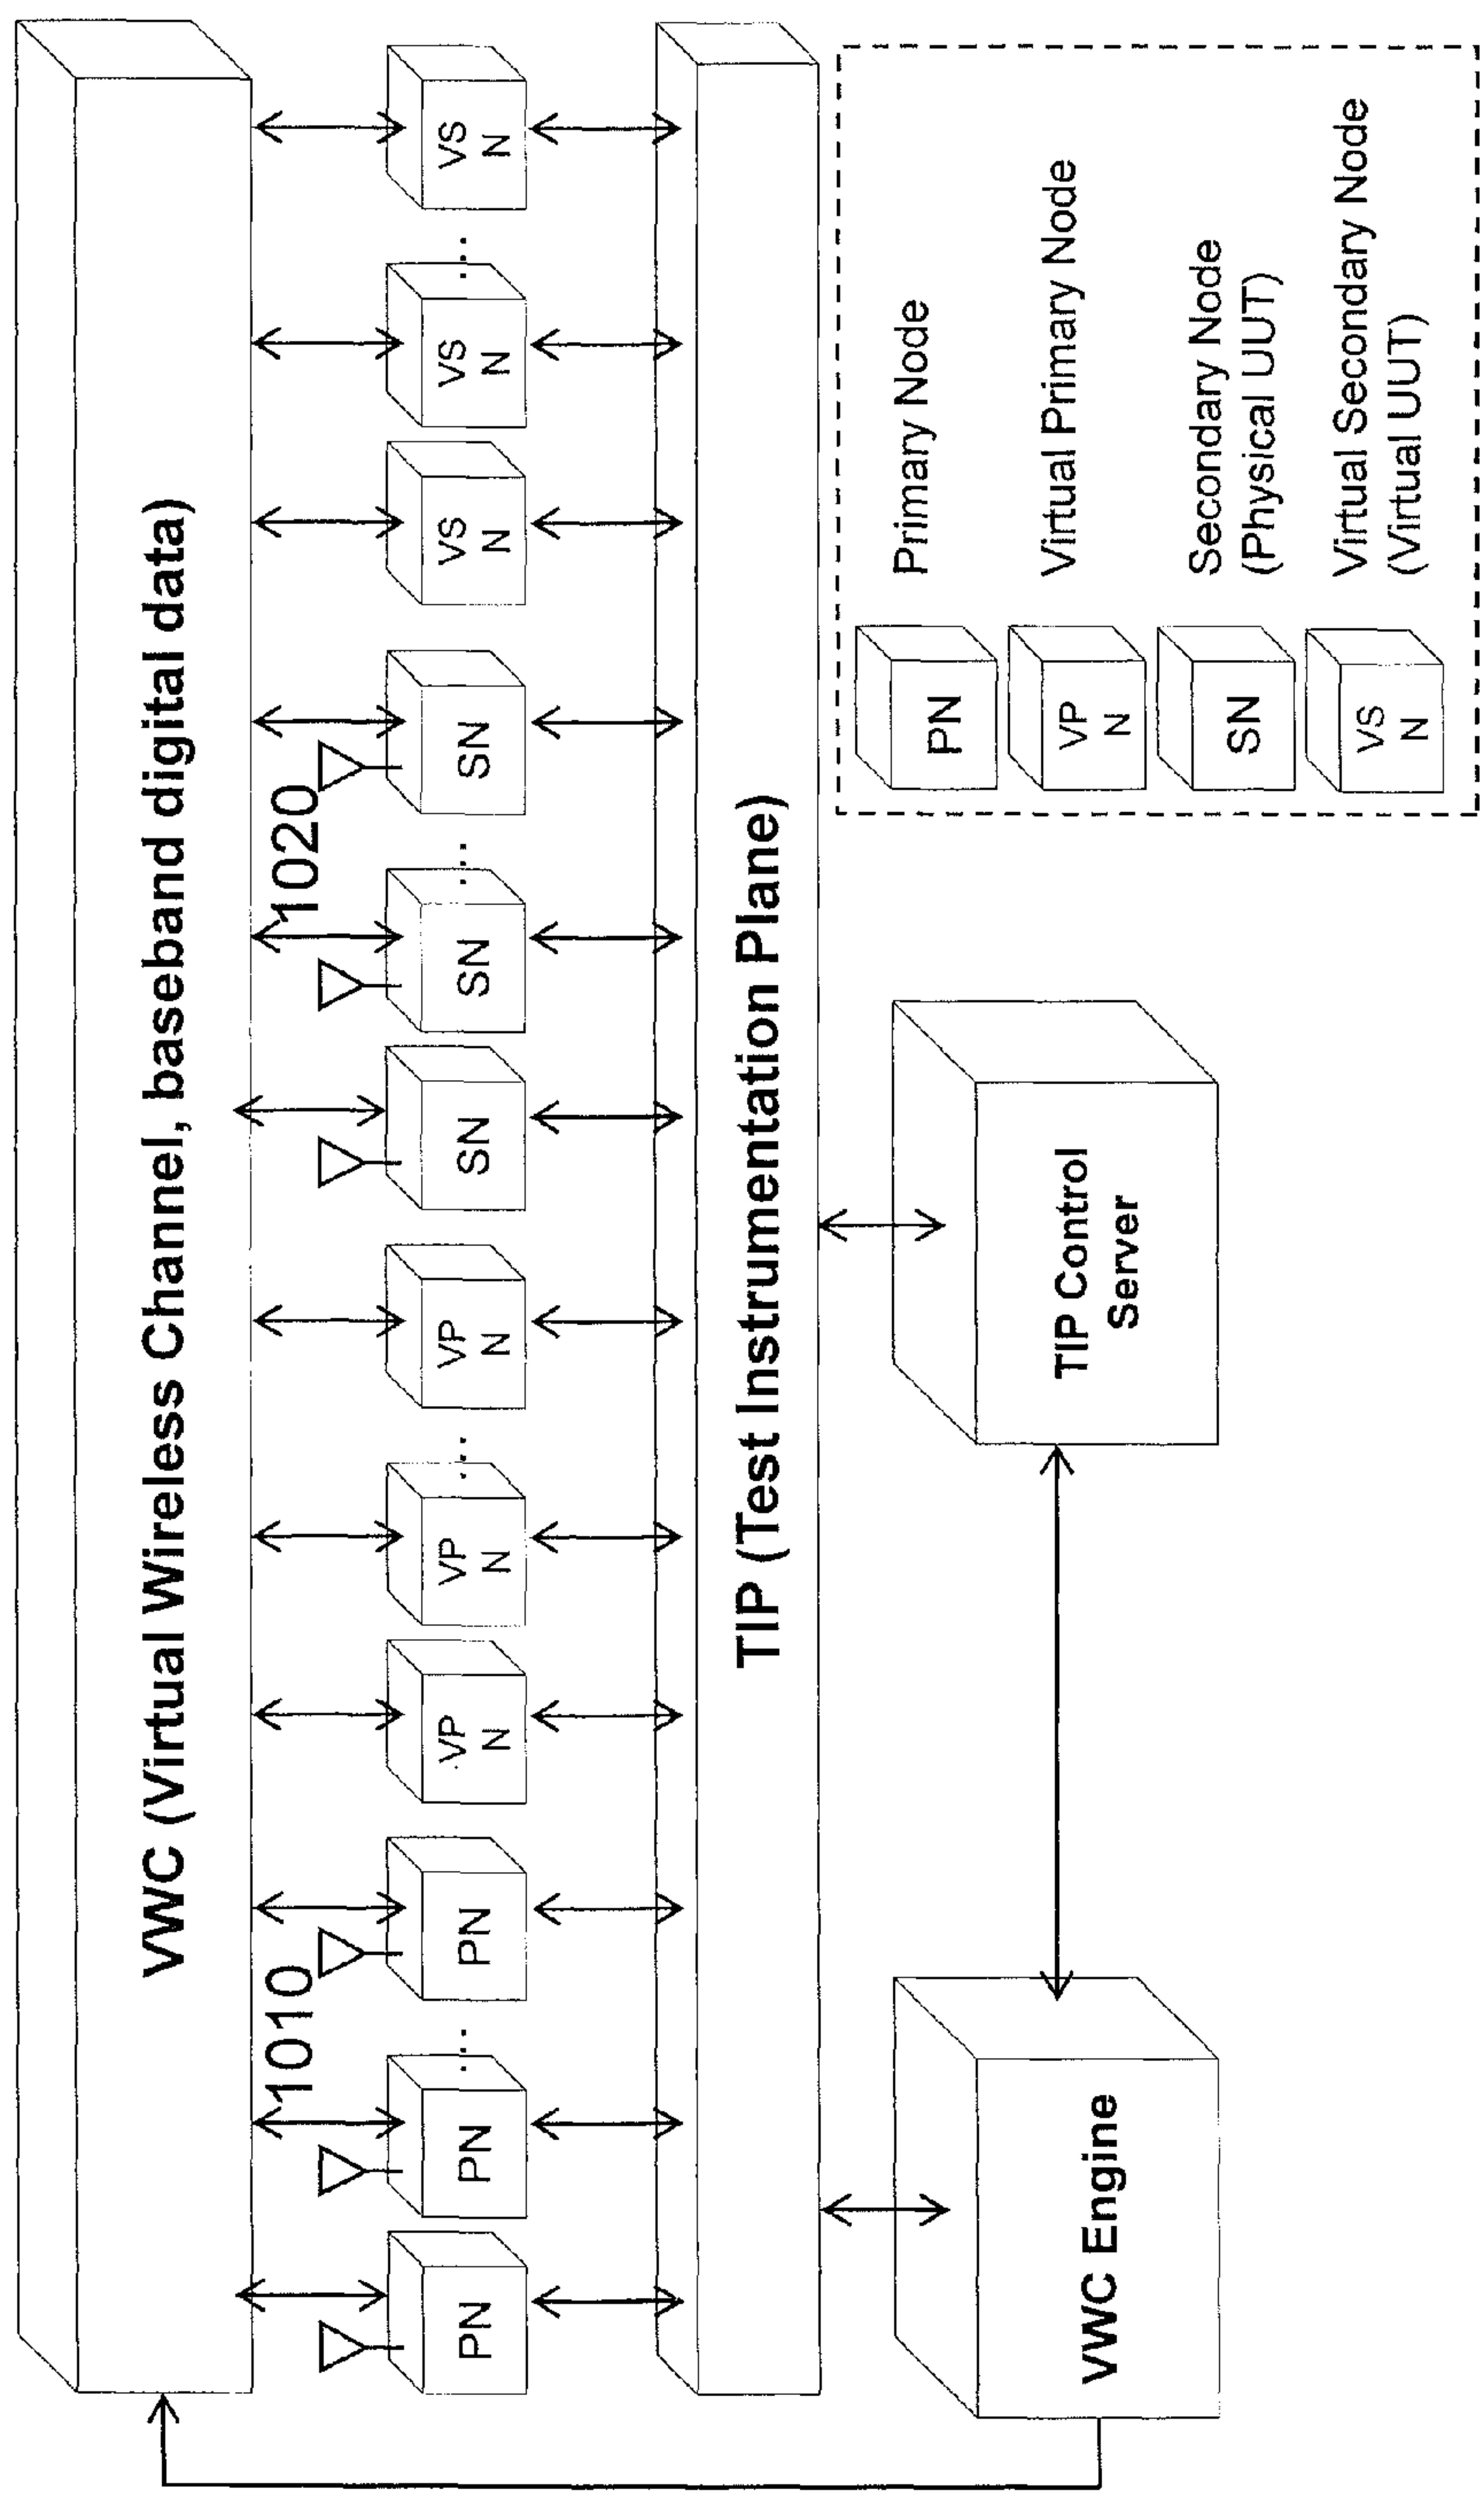 VWC (Virtual Wireless Channel, baseband digital data)
1010
1020
PN
PN
...
PN
VP
N
VP
N
...
VP
N
SN
SN
...
SN
VS
N
VS
N
...
VS
N
TIP (Test Instrumentation Plane)
VWC Engine
TIP Control
Server
PN
Primary Node
VP
N
Virtual Primary Node
SN
Secondary Node
(Physical UUT)
VS
N
Virtual Secondary Node
(Virtual UUT)